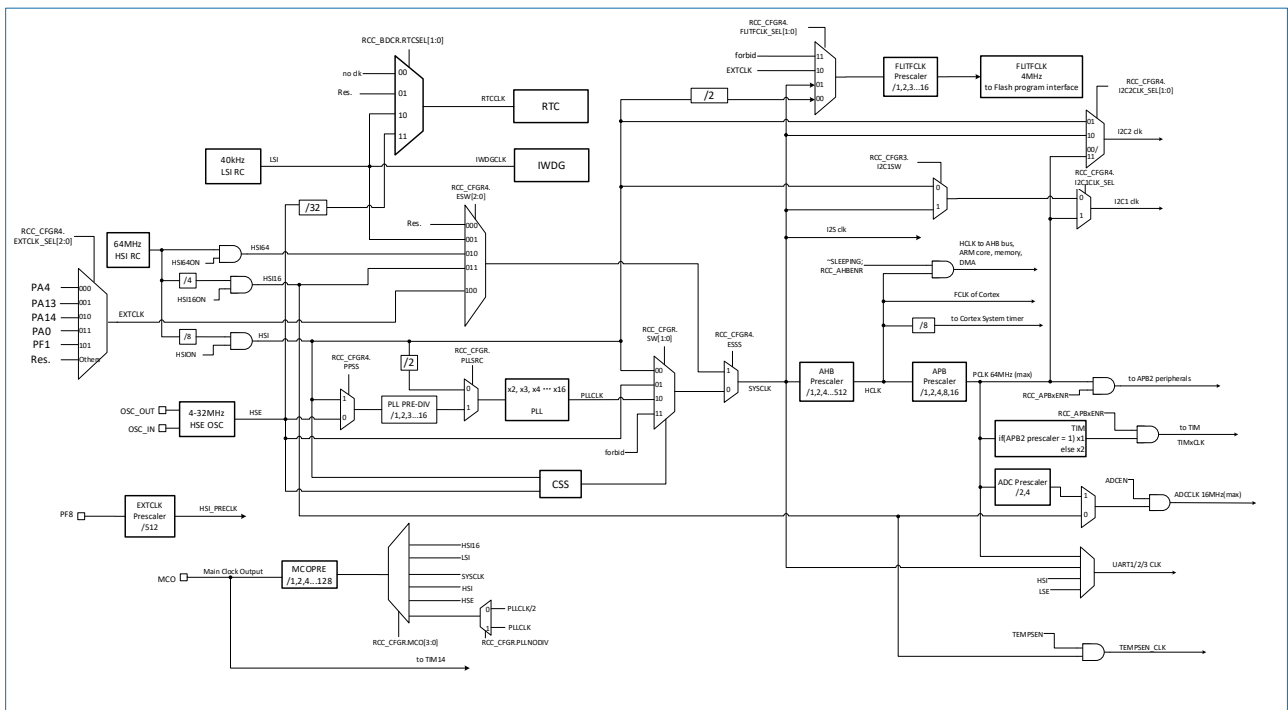 RCC_BDCR.RTCSEL[1:0]
no clk
Res.
00
01
10
11
RTCCLK
RTC
40kHz
LSI RC
LSI
IWDGCLK
IWDG
/32
RCC_CFGR4.
ESW[2:0]
Res.
000
001
010
011
100
RCC_CFGR4.
EXTCLK_SEL[2:0]
PA4
PA13
PA14
PA0
PF1
Res.
000
001
010
011
101
Others
EXTCLK
64MHz
HSI RC
HSI64ON
HSI64
/4
HSI16ON
HSI16
/8
HSION
HSI
OSC_OUT
OSC_IN
4-32MHz
HSE OSC
HSE
RCC_CFGR4.
PPSS
1
0
PLL PRE-DIV
/1,2,3...16
/2
RCC_CFGR.
PLLSRC
0
1
x2, x3, x4 ··· x16
PLL
PLLCLK
RCC_CFGR.
SW[1:0]
00
01
10
11
forbid
CSS
RCC_CFGR4.
ESSS
1
0
SYSCLK
PF8
EXTCLK
Prescaler
/512
HSI_PRECLK
MCO
Main Clock Output
MCOPRE
/1,2,4...128
HSI16
LSI
SYSCLK
HSI
HSE
0
1
PLLCLK/2
PLLCLK
RCC_CFGR.MCO[3:0]
RCC_CFGR.PLLNODIV
to TIM14
RCC_CFGR4.
FLITFCLK_SEL[1:0]
forbid
EXTCLK
11
10
01
00
/2
FLITFCLK
Prescaler
/1,2,3...16
FLITFCLK
4MHz
to Flash program interface
RCC_CFGR4.
I2C2CLK_SEL[1:0]
01
10
00/
11
I2C2 clk
RCC_CFGR3.
I2C1SW
0
1
RCC_CFGR4.
I2C1CLK_SEL
0
1
I2C1 clk
I2S clk
~SLEEPING;
RCC_AHBENR
HCLK to AHB bus,
ARM core, memory,
DMA
FCLK of Cortex
/8
to Cortex System timer
AHB
Prescaler
/1,2,4...512
HCLK
APB
Prescaler
/1,2,4,8,16
PCLK 64MHz (max)
RCC_APBxENR
to APB2 peripherals
RCC_APBxENR
TIM
if(APB2 prescaler = 1) x1
else x2
to TIM
TIMxCLK
ADC Prescaler
/2,4
1
0
ADCEN
ADCCLK 16MHz(max)
HSI
LSE
UART1/2/3 CLK
TEMPSEN
TEMPSEN_CLK